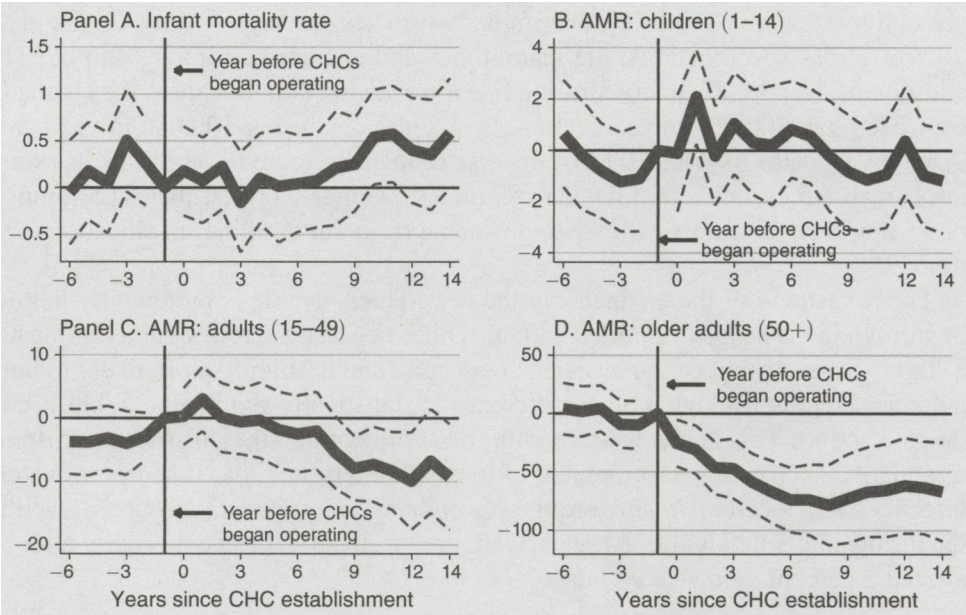 Panel A. Infant mortality rate
1.5
1
0.5
0
−0.5
Year before CHCs
began operating
−6 −3 0 3 6 9 12 14
B. AMR: children (1–14)
4
2
0
−2
−4
Year before CHCs
began operating
−6 −3 0 3 6 9 12 14
Panel C. AMR: adults (15–49)
10
0
−10
−20
Year before CHCs
began operating
−6 −3 0 3 6 9 12 14
Years since CHC establishment
D. AMR: older adults (50+)
50
0
−50
−100
Year before CHCs
began operating
−6 −3 0 3 6 9 12 14
Years since CHC establishment